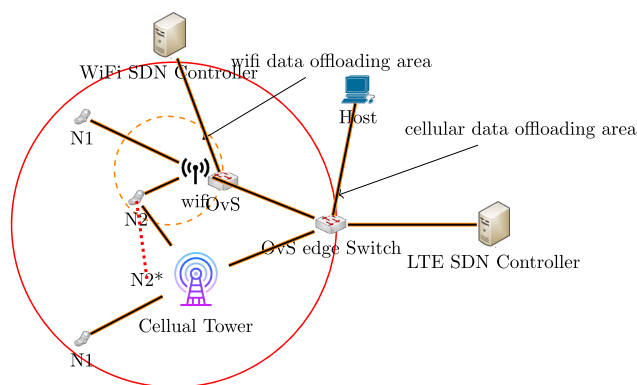 WiFi SDN Controller
wifi data offloading area
Host
cellular data offloading area
N1
wifi
OvS
N2
OvS edge Switch
LTE SDN Controller
N2*
Cellual Tower
N1